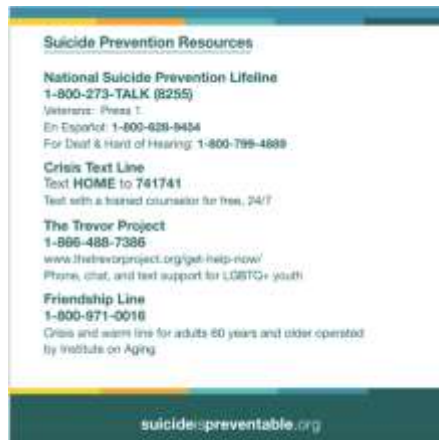 Suicide Prevention Resources
National Suicide Prevention Lifeline
1-800-273-TALK (8255)
Veterans: Press 1
En Español: 1-800-628-9454
For Deaf & Hard of Hearing: 1-800-799-4889
Crisis Text Line
Text HOME to 741741
Text with a trained counselor for free, 24/7
The Trevor Project
1-866-488-7386
www.thetrevorproject.org/get-help-now/
Phone, chat, and text support for LGBTQ+ youth
Friendship Line
1-800-971-0016
Crisis and warm line for adults 60 years and older operated
by Institute on Aging
suicideispreventable.org